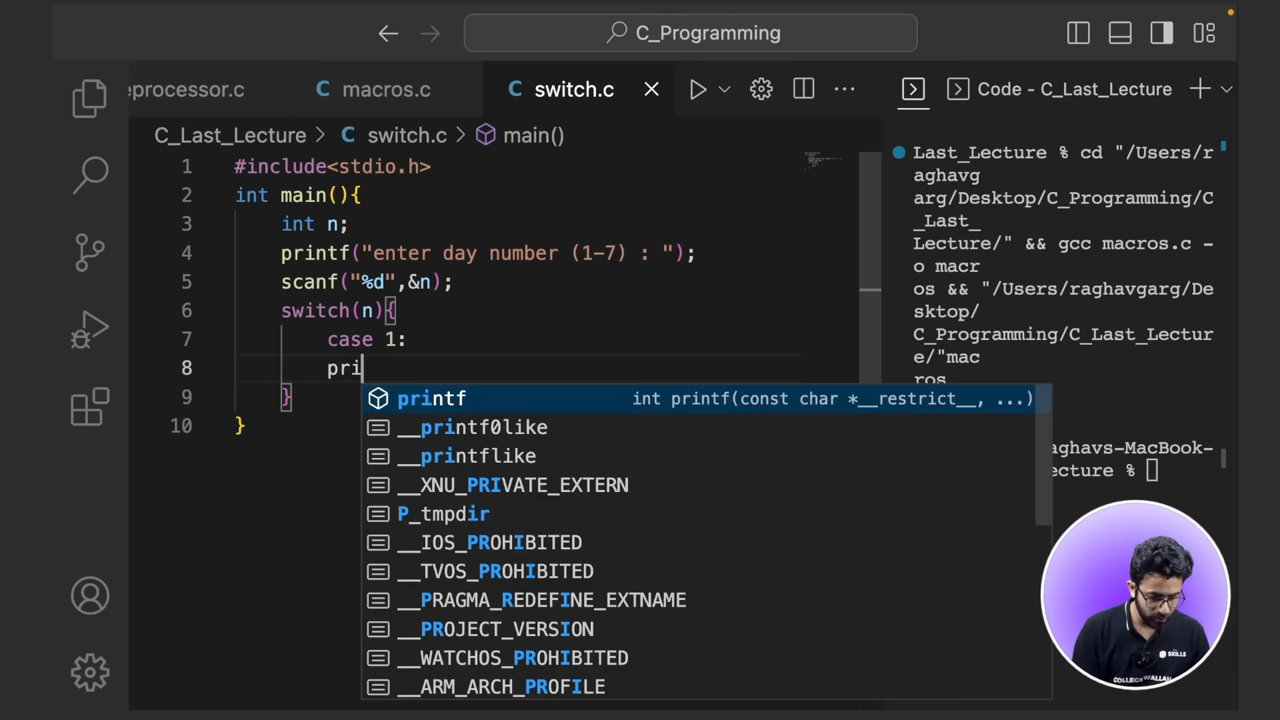 C_Programming
eprocessor.c
C macros.c
C switch.c
Code - C_Last_Lecture
C_Last_Lecture > C switch.c > main()
1 #include<stdio.h>
2 int main(){
3 int n;
4 printf("enter day number (1-7) : ");
5 scanf("%d",&n);
6 switch(n){
7 case 1:
8 pri
9 }
10 }
printf int printf(const char *__restrict__, ...)
__printf0like
__printflike
__XNU_PRIVATE_EXTERN
P_tmpdir
__IOS_PROHIBITED
__TVOS_PROHIBITED
__PRAGMA_REDEFINE_EXTNAME
__PROJECT_VERSION
__WATCHOS_PROHIBITED
__ARM_ARCH_PROFILE
Last_Lecture % cd "/Users/r
aghavg
arg/Desktop/C_Programming/C
_Last_
Lecture/" && gcc macros.c -
o macr
os && "/Users/raghavgarg/De
sktop/
C_Programming/C_Last_Lectur
e/"mac
ros
aghavs-MacBook-
ecture %
SKILLS